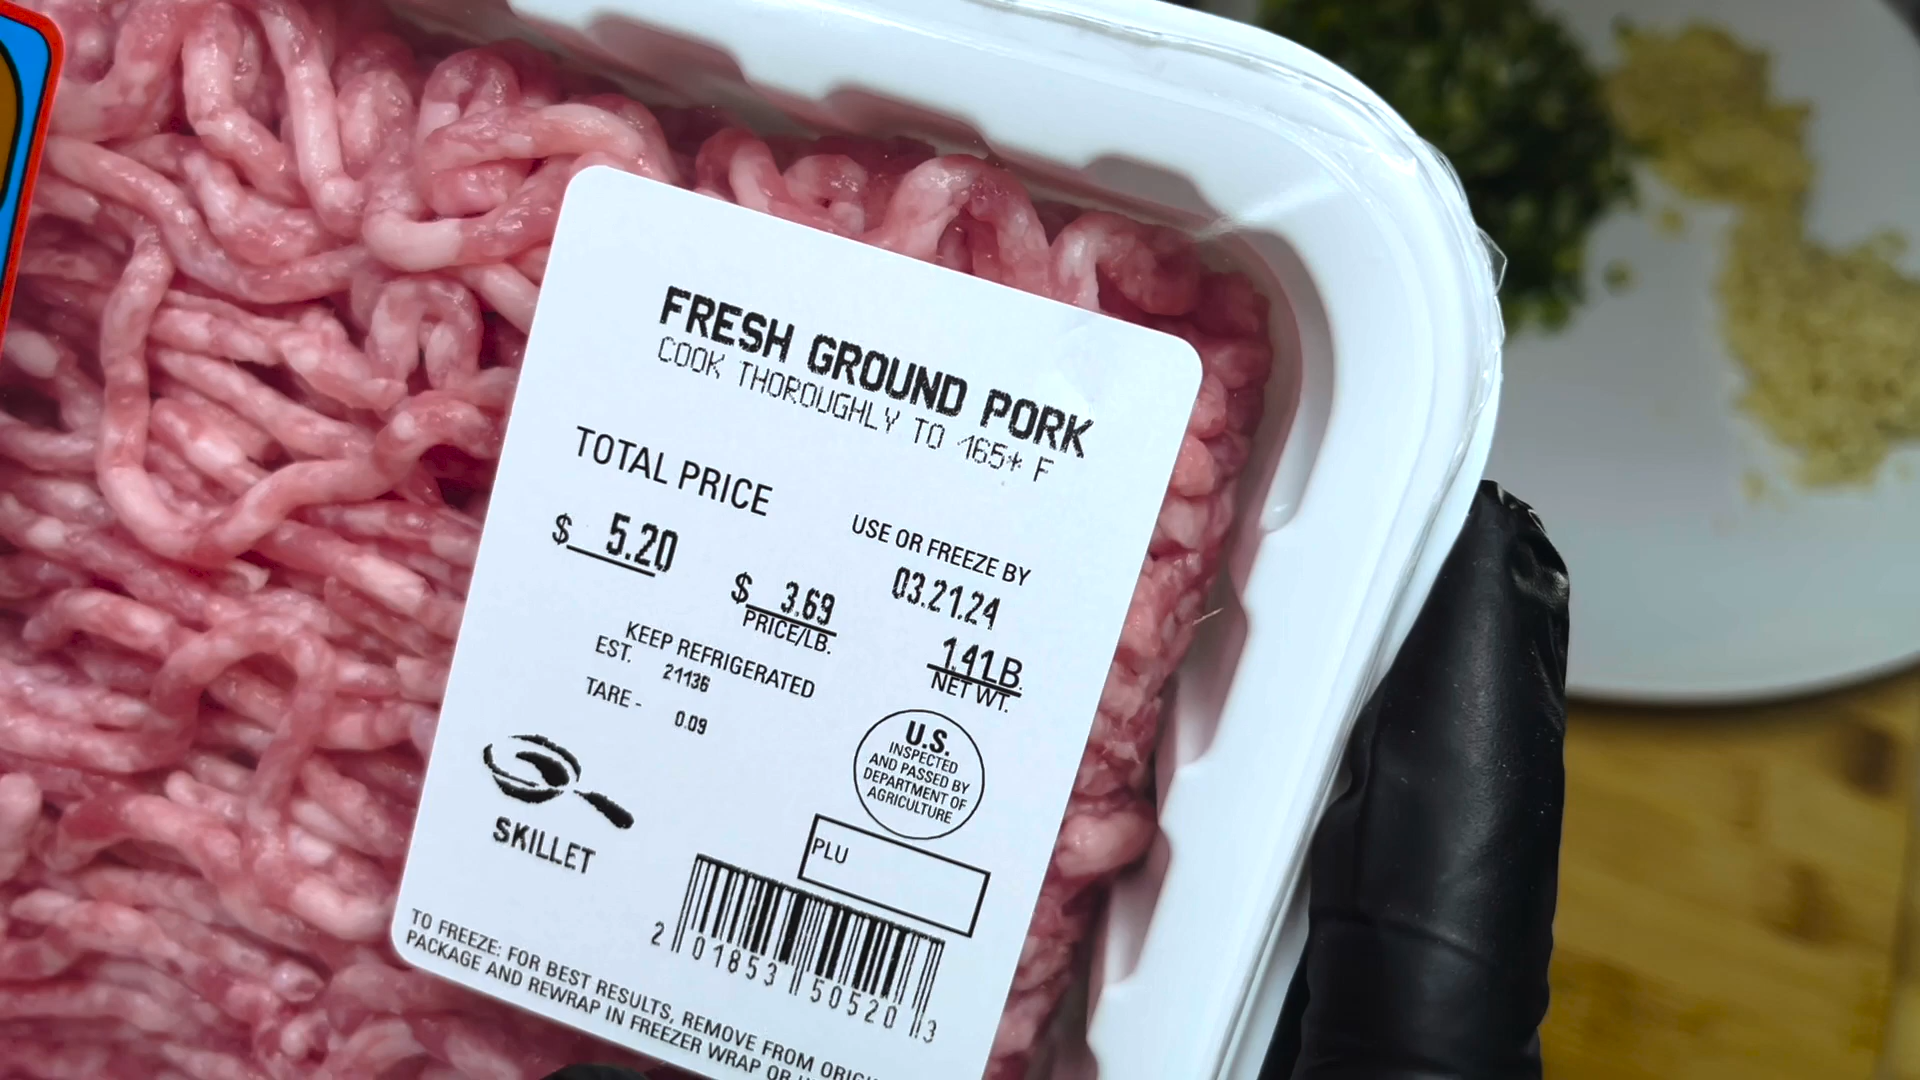 FRESH GROUND PORK
COOK THOROUGHLY TO 165* F
TOTAL PRICE
$ 5.20
USE OR FREEZE BY
03.21.24
$ 3.69
PRICE/LB.
1.41LB.
NET WT.
KEEP REFRIGERATED
EST. 21136
TARE - 0.09
U.S.
INSPECTED
AND PASSED BY
DEPARTMENT OF
AGRICULTURE
SKILLET
PLU
2 01853 50520 3
TO FREEZE: FOR BEST RESULTS, REMOVE FROM
PACKAGE AND REWRAP IN FREEZER WRAP OR